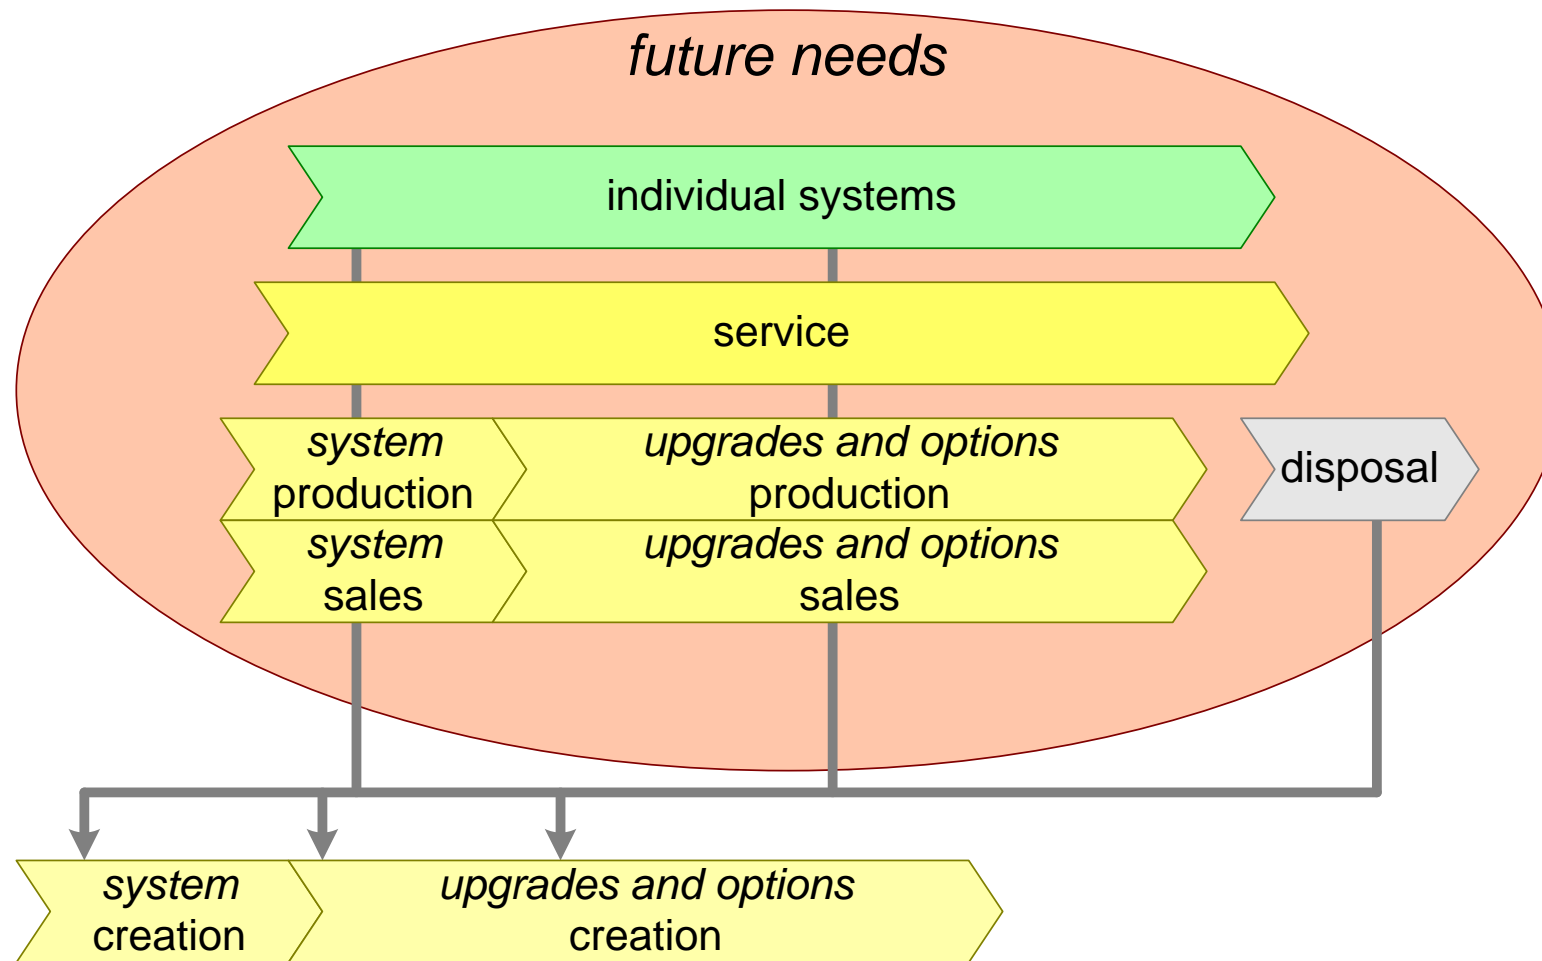 future needs
individual systems
service
system
production
upgrades and options
production
disposal
system
sales
upgrades and options
sales
system
creation
upgrades and options
creation